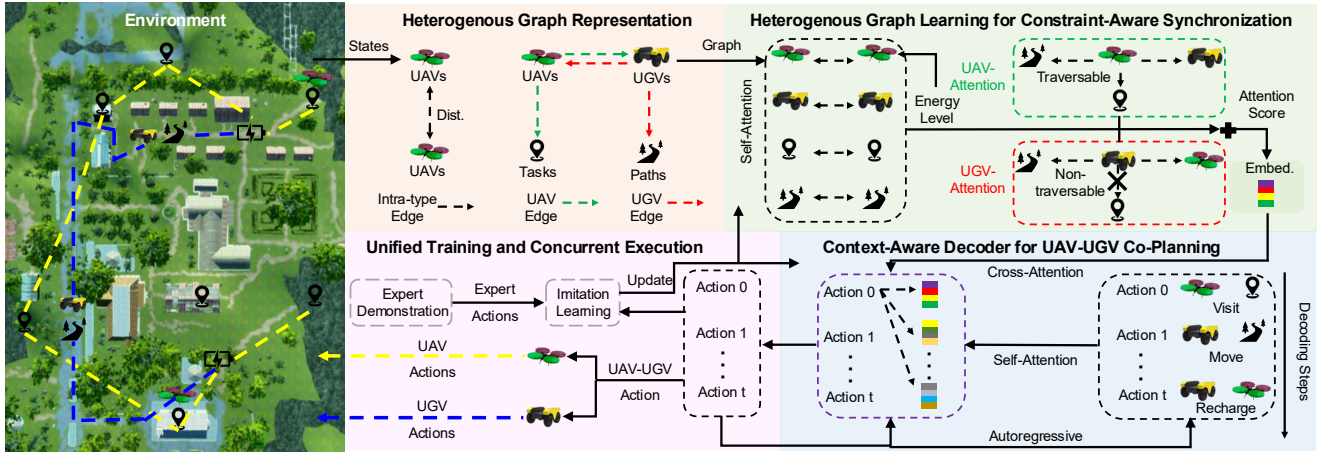 Environment
Heterogenous Graph Representation
States
UAVs
Dist.
UAVs
UAVs
UGVs
Tasks
Paths
Intra-type
Edge
UAV
Edge
UGV
Edge
Graph
Heterogenous Graph Learning for Constraint-Aware Synchronization
Self-Attention
Energy
Level
UAV-
Attention
Traversable
UGV-
Attention
Non-
traversable
Attention
Score
Embed.
Unified Training and Concurrent Execution
Expert
Demonstration
Expert
Actions
Imitation
Learning
Update
Action 0
Action 1
Action t
UAV
Actions
UGV
Actions
UAV-UGV
Action
Context-Aware Decoder for UAV-UGV Co-Planning
Cross-Attention
Action 0
Action 1
Action t
Self-Attention
Action 0
Visit
Action 1
Move
Action t
Recharge
Decoding Steps
Autoregressive